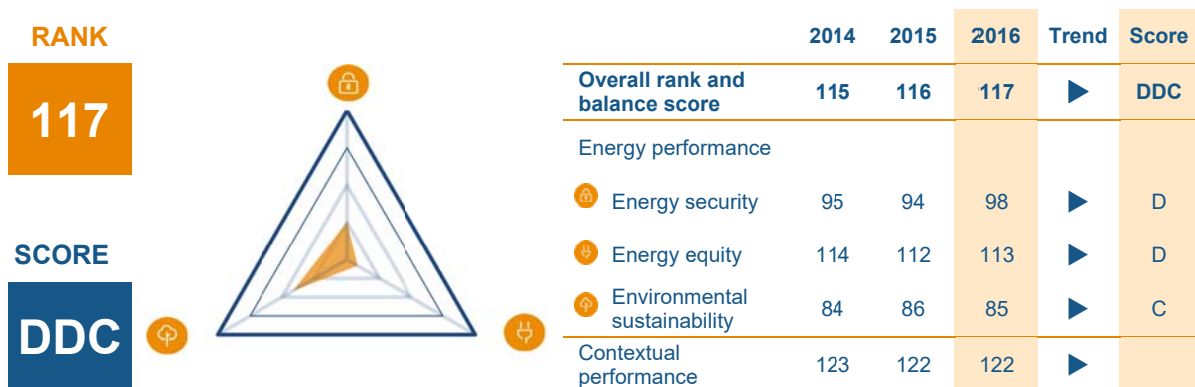 RANK
117
SCORE
DDC
2014 2015 2016 Trend Score
Overall rank and
balance score 115 116 117 DDC
Energy performance
Energy security 95 94 98 D
Energy equity 114 112 113 D
Environmental
sustainability 84 86 85 C
Contextual
performance 123 122 122